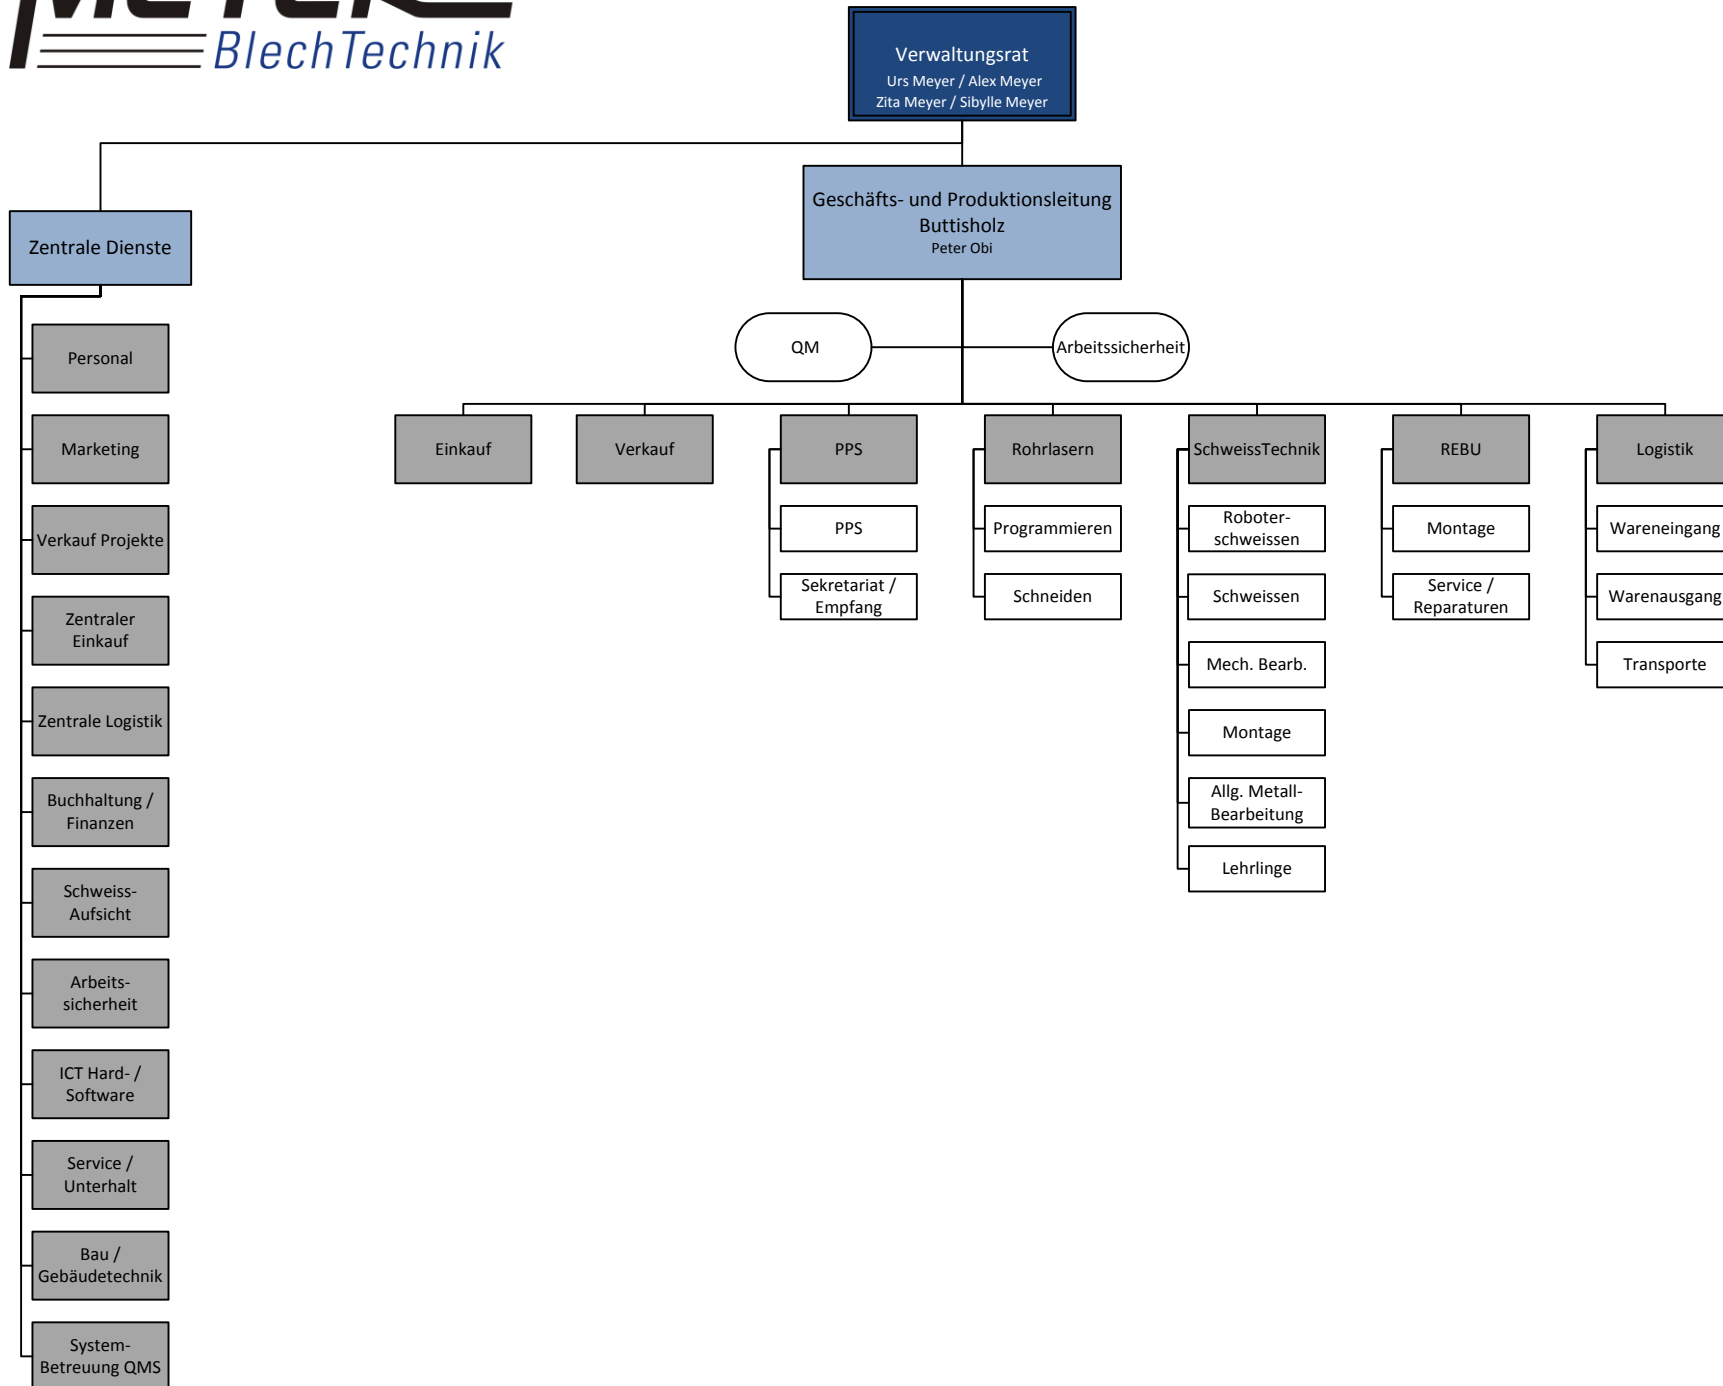 MEYER
BlechTechnik
Verwaltungsrat
Urs Meyer / Alex Meyer
Zita Meyer / Sibylle Meyer
Geschäfts- und Produktionsleitung
Buttisholz
Peter Obi
Zentrale Dienste
QM
Arbeitssicherheit
Personal
Marketing
Verkauf Projekte
Zentraler
Einkauf
Zentrale Logistik
Buchhaltung /
Finanzen
Schweiss-
Aufsicht
Arbeits-
sicherheit
ICT Hard- /
Software
Service /
Unterhalt
Bau /
Gebäudetechnik
System-
Betreuung QMS
Einkauf
Verkauf
PPS
PPS
Sekretariat /
Empfang
Rohrlasern
Programmieren
Schneiden
SchweissTechnik
Roboter-
schweissen
Schweissen
Mech. Bearb.
Montage
Allg. Metall-
Bearbeitung
Lehrlinge
REBU
Montage
Service /
Reparaturen
Logistik
Wareneingang
Warenausgang
Transporte